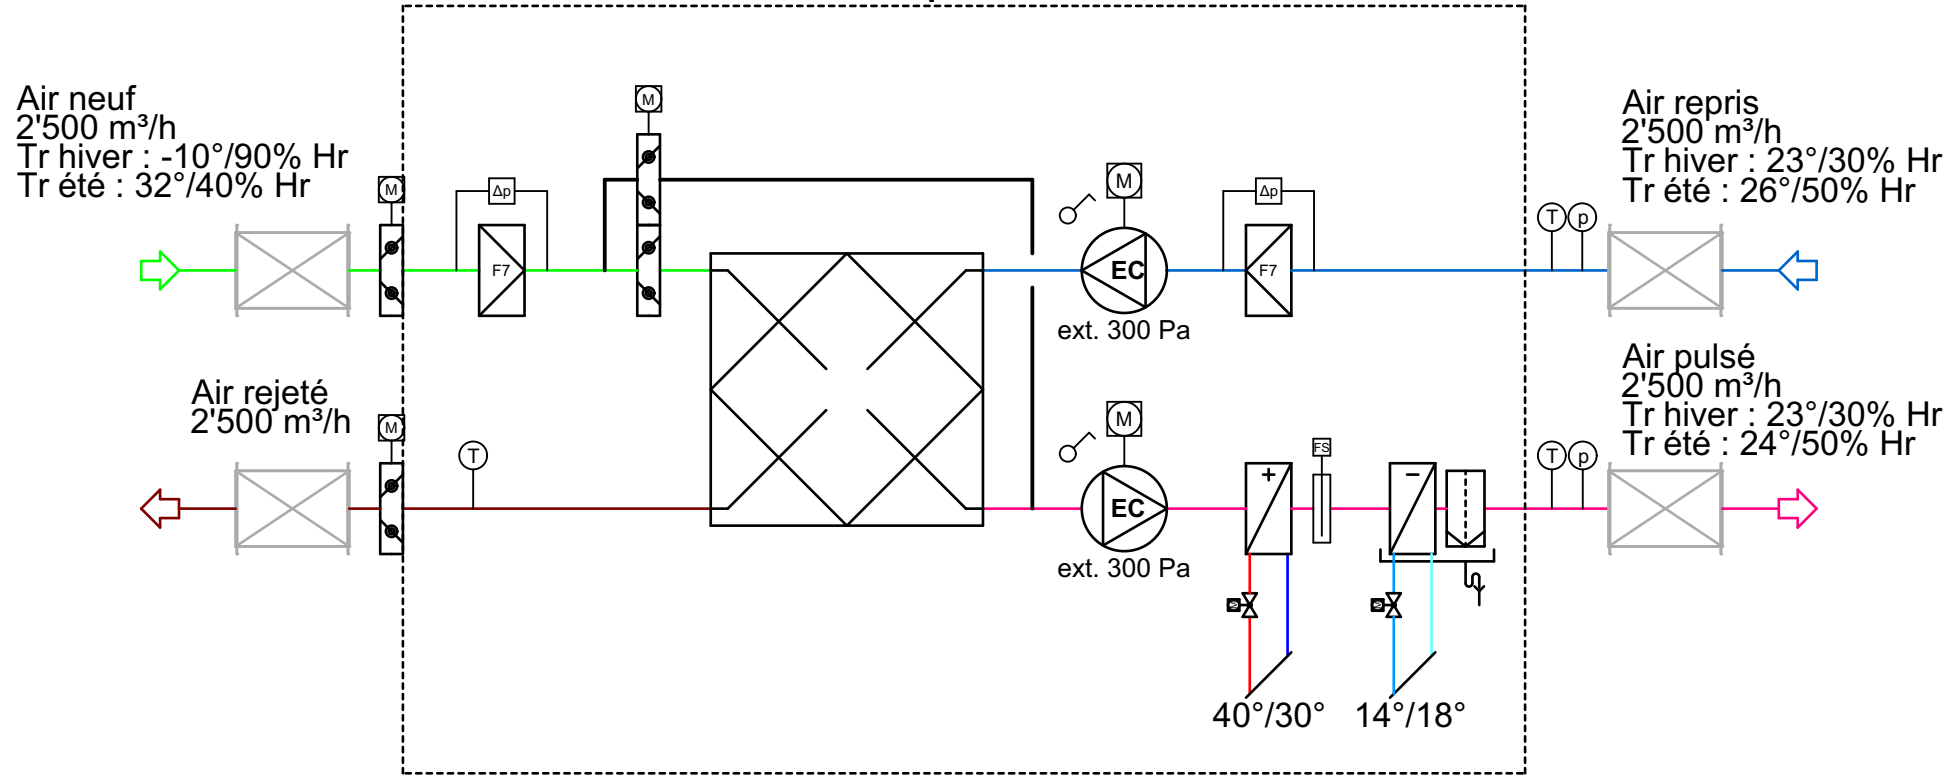 Air neuf
2'500 m³/h
Tr hiver : -10°/90% Hr
Tr été : 32°/40% Hr
M
Δp
F7
M
M
EC
ext. 300 Pa
Δp
F7
T
p
Air repris
2'500 m³/h
Tr hiver : 23°/30% Hr
Tr été : 26°/50% Hr
Air rejeté
2'500 m³/h
M
T
M
EC
ext. 300 Pa
+
FS
−
T
p
Air pulsé
2'500 m³/h
Tr hiver : 23°/30% Hr
Tr été : 24°/50% Hr
M
M
40°/30°
14°/18°